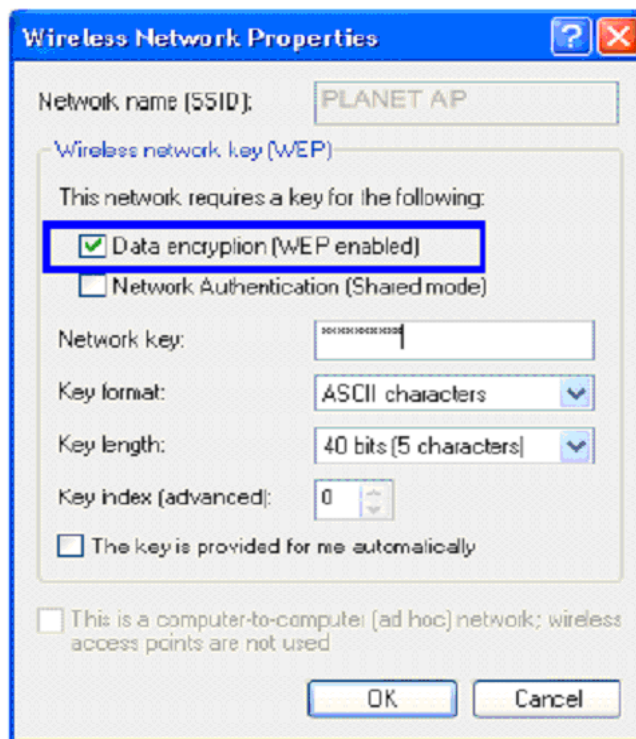 Wireless Network Properties
Network name (SSID): PLANET AP
Wireless network key (WEP)
This network requires a key for the following:
Data encryption (WEP enabled)
Network Authentication (Shared mode)
Network key: **********
Key format: ASCII characters
Key length: 40 bits (5 characters)
Key index (advanced): 0
The key is provided for me automatically
This is a computer-to-computer (ad hoc) network; wireless
access points are not used
OK Cancel